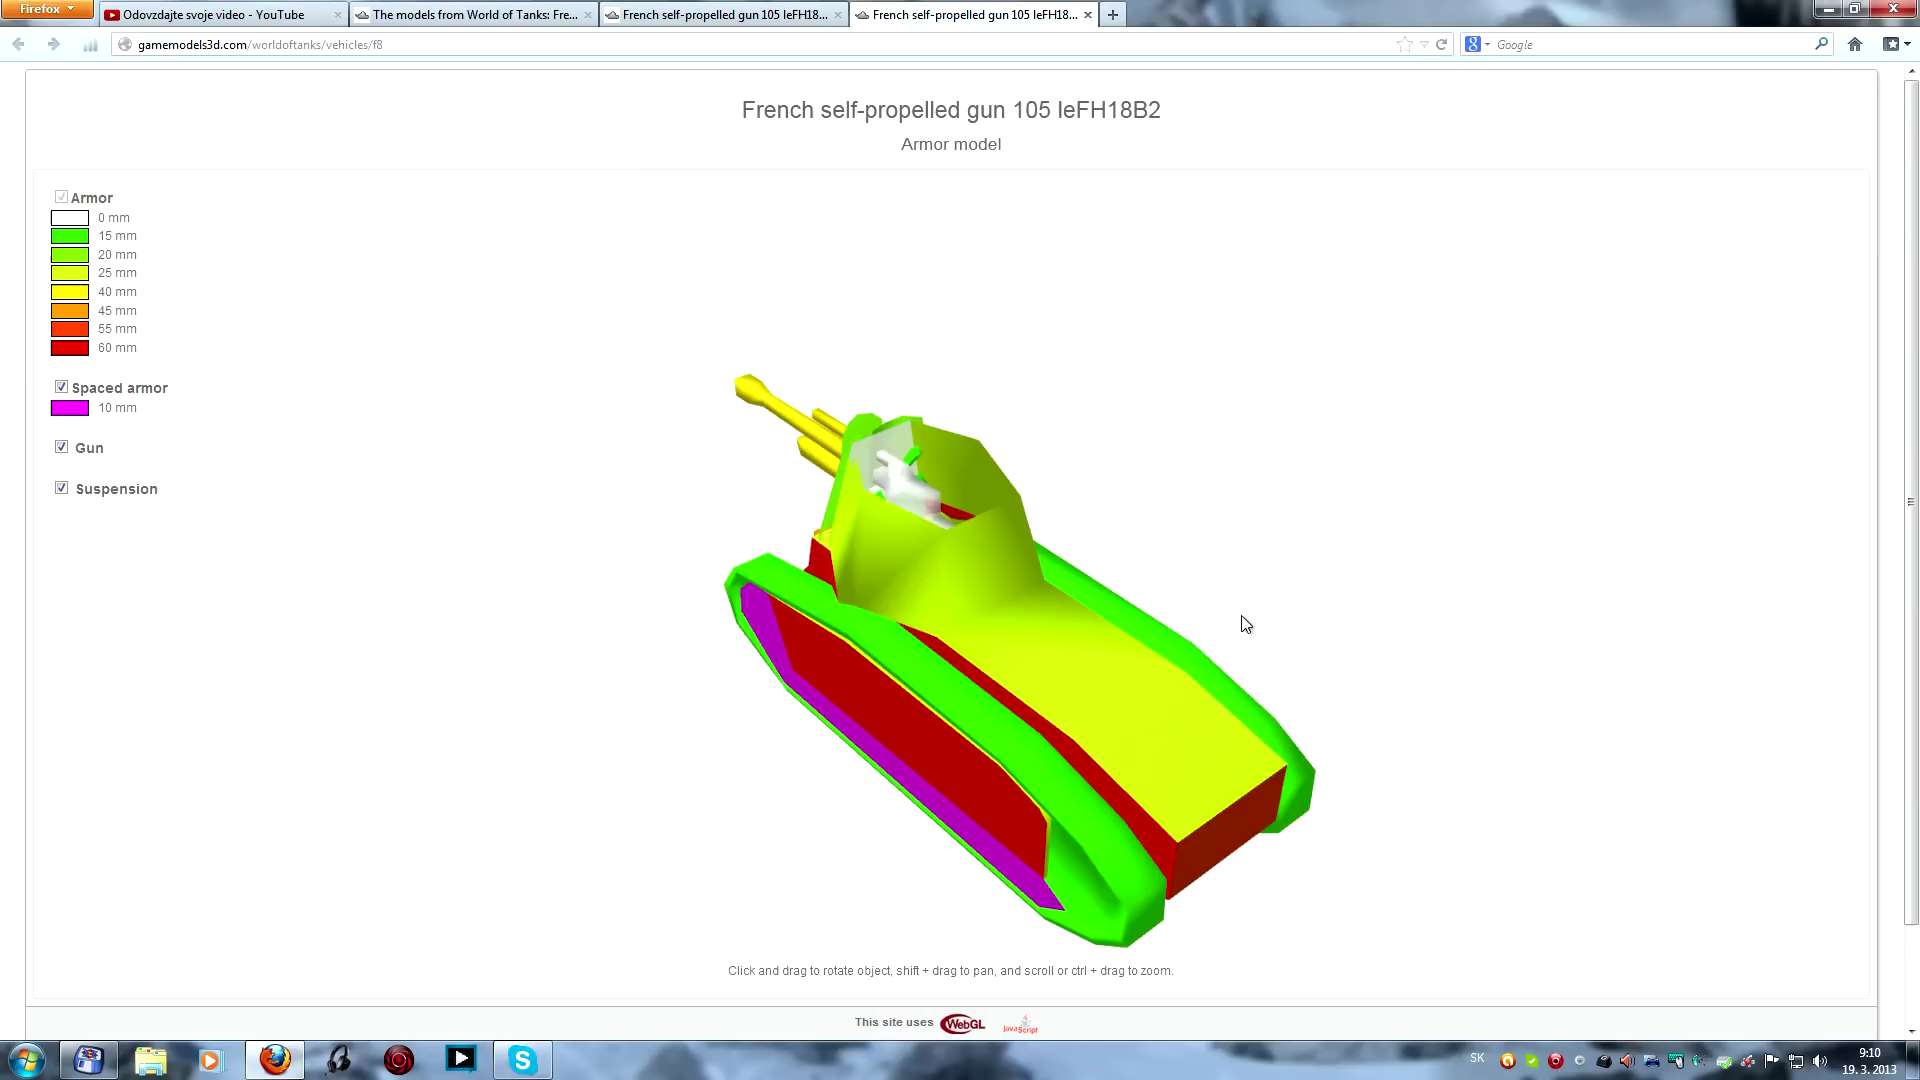 Firefox
Odovzdajte svoje video - YouTube
The models from World of Tanks: Fre...
French self-propelled gun 105 leFH18...
French self-propelled gun 105 leFH18...
gamemodels3d.com/worldoftanks/vehicles/f8
Google
French self-propelled gun 105 leFH18B2
Armor model
Armor
0 mm
15 mm
20 mm
25 mm
40 mm
45 mm
55 mm
60 mm
Spaced armor
10 mm
Gun
Suspension
Click and drag to rotate object, shift + drag to pan, and scroll or ctrl + drag to zoom.
This site uses WebGL JavaScript
SK
9:10
19. 3. 2013